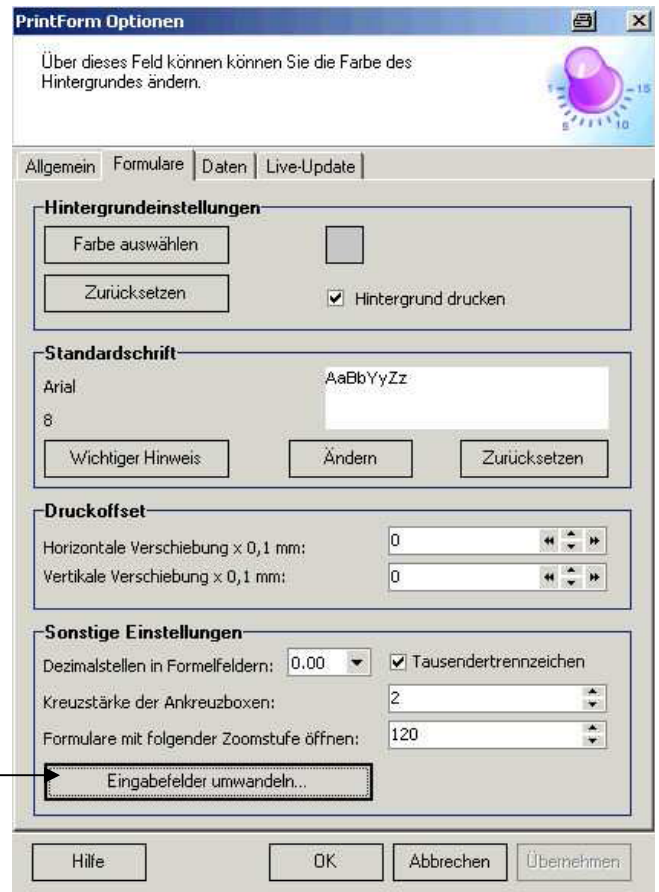 PrintForm Optionen
Über dieses Feld können können Sie die Farbe des
Hintergrundes ändern.
1 15
5 10
Allgemein Formulare Daten Live-Update
Hintergrundeinstellungen
Farbe auswählen
Zurücksetzen Hintergrund drucken
Standardschrift
Arial AaBbYyZz
8
Wichtiger Hinweis Ändern Zurücksetzen
Druckoffset
Horizontale Verschiebung x 0,1 mm: 0
Vertikale Verschiebung x 0,1 mm: 0
Sonstige Einstellungen
Dezimalstellen in Formelfeldern: 0.00 Tausendertrennzeichen
Kreuzstärke der Ankreuzboxen: 2
Formulare mit folgender Zoomstufe öffnen: 120
Eingabefelder umwandeln...
Hilfe OK Abbrechen Übernehmen